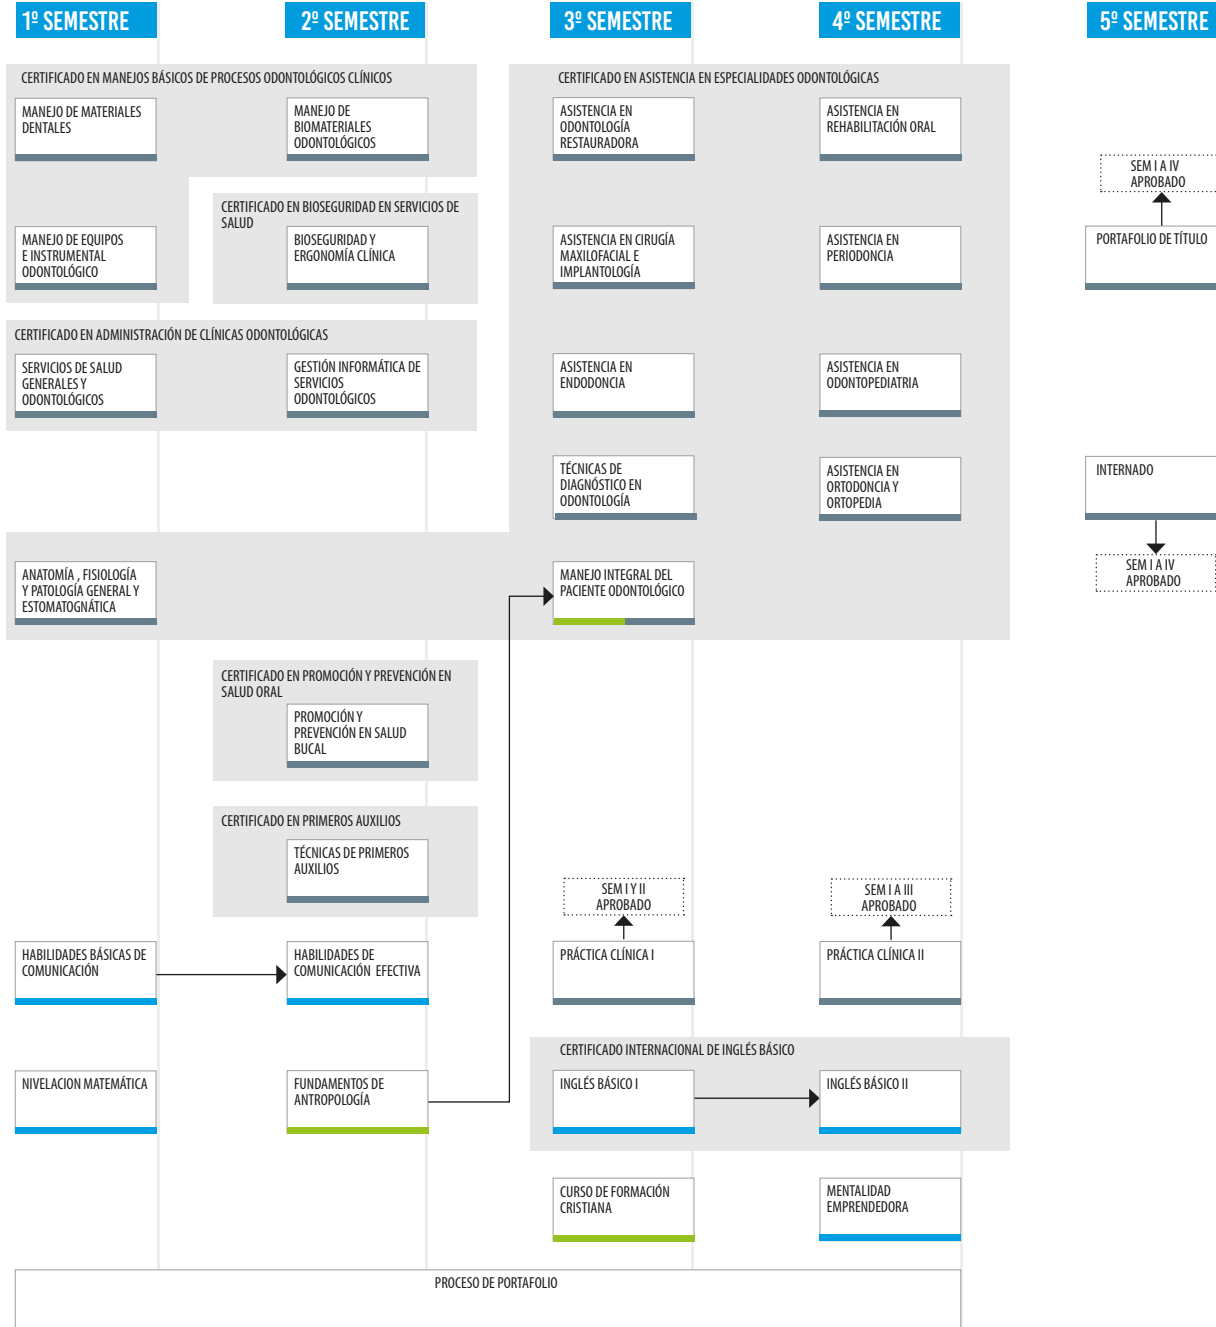 1º SEMESTRE
2º SEMESTRE
3º SEMESTRE
4º SEMESTRE
5º SEMESTRE
CERTIFICADO EN MANEJOS BÁSICOS DE PROCESOS ODONTOLÓGICOS CLÍNICOS
CERTIFICADO EN ASISTENCIA EN ESPECIALIDADES ODONTOLÓGICAS
MANEJO DE MATERIALES
DENTALES
MANEJO DE
BIOMATERIALES
ODONTOLÓGICOS
ASISTENCIA EN
ODONTOLOGÍA
RESTAURADORA
ASISTENCIA EN
REHABILITACIÓN ORAL
SEM I A IV
APROBADO
CERTIFICADO EN BIOSEGURIDAD EN SERVICIOS DE
SALUD
MANEJO DE EQUIPOS
E INSTRUMENTAL
ODONTOLÓGICO
BIOSEGURIDAD Y
ERGONOMÍA CLÍNICA
ASISTENCIA EN CIRUGÍA
MAXILOFACIAL E
IMPLANTOLOGÍA
ASISTENCIA EN
PERIODONCIA
PORTAFOLIO DE TÍTULO
CERTIFICADO EN ADMINISTRACIÓN DE CLÍNICAS ODONTOLÓGICAS
SERVICIOS DE SALUD
GENERALES Y
ODONTOLÓGICOS
GESTIÓN INFORMÁTICA DE
SERVICIOS
ODONTOLÓGICOS
ASISTENCIA EN
ENDODONCIA
ASISTENCIA EN
ODONTOPEDIATRIA
TÉCNICAS DE
DIAGNÓSTICO EN
ODONTOLOGÍA
ASISTENCIA EN
ORTODONCIA Y
ORTOPEDIA
INTERNADO
SEM I A IV
APROBADO
ANATOMÍA , FISIOLOGÍA
Y PATOLOGÍA GENERAL Y
ESTOMATOGNÁTICA
MANEJO INTEGRAL DEL
PACIENTE ODONTOLÓGICO
CERTIFICADO EN PROMOCIÓN Y PREVENCIÓN EN
SALUD ORAL
PROMOCIÓN Y
PREVENCIÓN EN SALUD
BUCAL
CERTIFICADO EN PRIMEROS AUXILIOS
TÉCNICAS DE PRIMEROS
AUXILIOS
SEM I Y II
APROBADO
SEM I A III
APROBADO
HABILIDADES BÁSICAS DE
COMUNICACIÓN
HABILIDADES DE
COMUNICACIÓN EFECTIVA
PRÁCTICA CLÍNICA I
PRÁCTICA CLÍNICA II
CERTIFICADO INTERNACIONAL DE INGLÉS BÁSICO
NIVELACION MATEMÁTICA
FUNDAMENTOS DE
ANTROPOLOGÍA
INGLÉS BÁSICO I
INGLÉS BÁSICO II
CURSO DE FORMACIÓN
CRISTIANA
MENTALIDAD
EMPRENDEDORA
PROCESO DE PORTAFOLIO